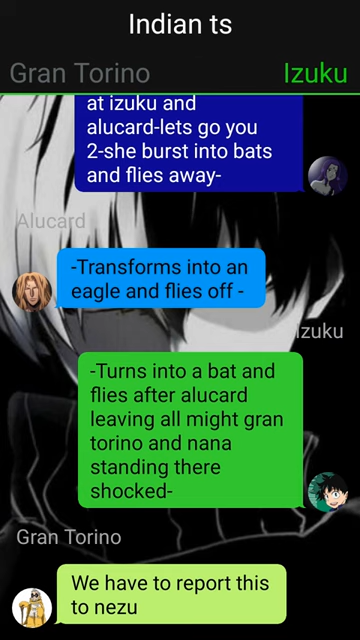 Indian ts
Gran Torino
Izuku
at izuku and
alucard-lets go you
2-she burst into bats
and flies away-
Alucard
-Transforms into an
eagle and flies off -
Izuku
-Turns into a bat and
flies after alucard
leaving all might gran
torino and nana
standing there
shocked-
Gran Torino
We have to report this
to nezu